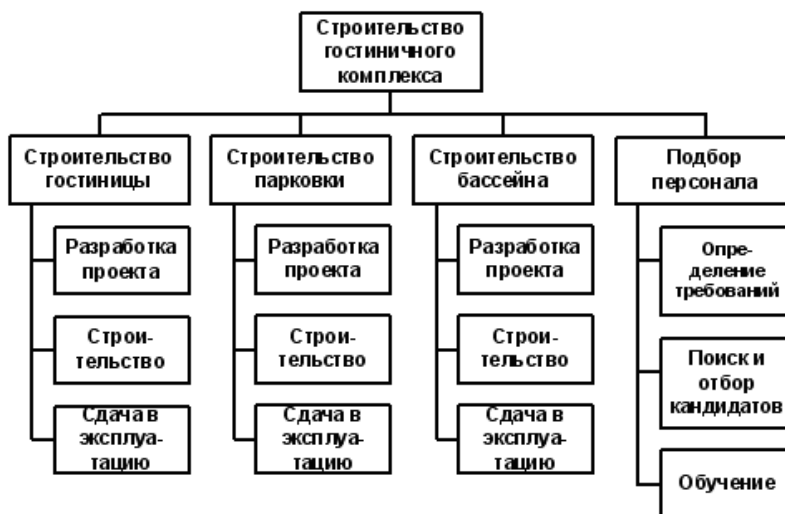 Строительство
гостиничного
комплекса
Строительство
гостиницы
Строительство
парковки
Строительство
бассейна
Подбор
персонала
Разработка
проекта
Разработка
проекта
Разработка
проекта
Опре-
деление
требований
Строи-
тельство
Строи-
тельство
Строи-
тельство
Поиск и
отбор
кандидатов
Сдача в
эксплуа-
тацию
Сдача в
эксплуа-
тацию
Сдача в
эксплуа-
тацию
Обучение